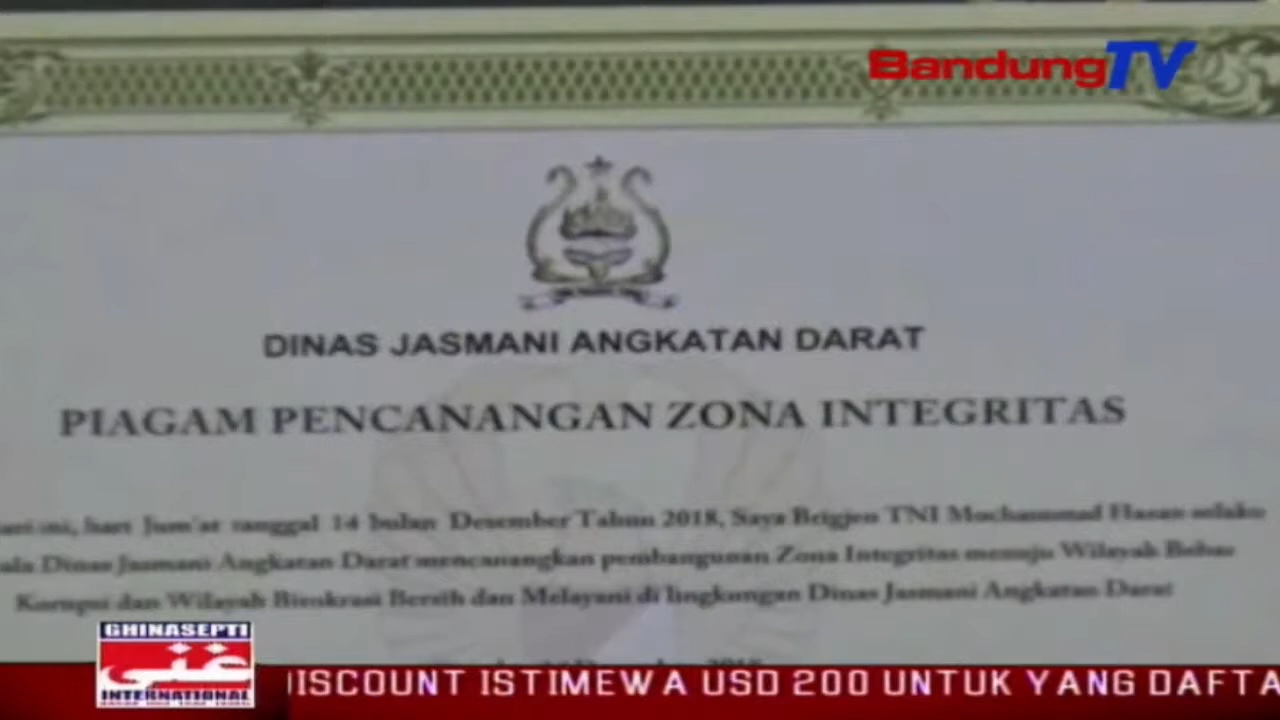 BandungTV
DINAS JASMANI ANGKATAN DARAT
PIAGAM PENCANANGAN ZONA INTEGRITAS
ini, hari Jum'at tanggal 14 bulan Desember Tahun 2018, Saya Brigjen TNI Mochammad Hasan selaku
ala Dinas Jasmani Angkatan Darat mencanangkan pembangunan Zona Integritas menuju Wilayah Bebas
Korupsi dan Wilayah Birokrasi Bersih dan Melayani di lingkungan Dinas Jasmani Angkatan Darat
GHINASEPTI
غنى
INTERNATIONAL
DISCOUNT ISTIMEWA USD 200 UNTUK YANG DAFTA